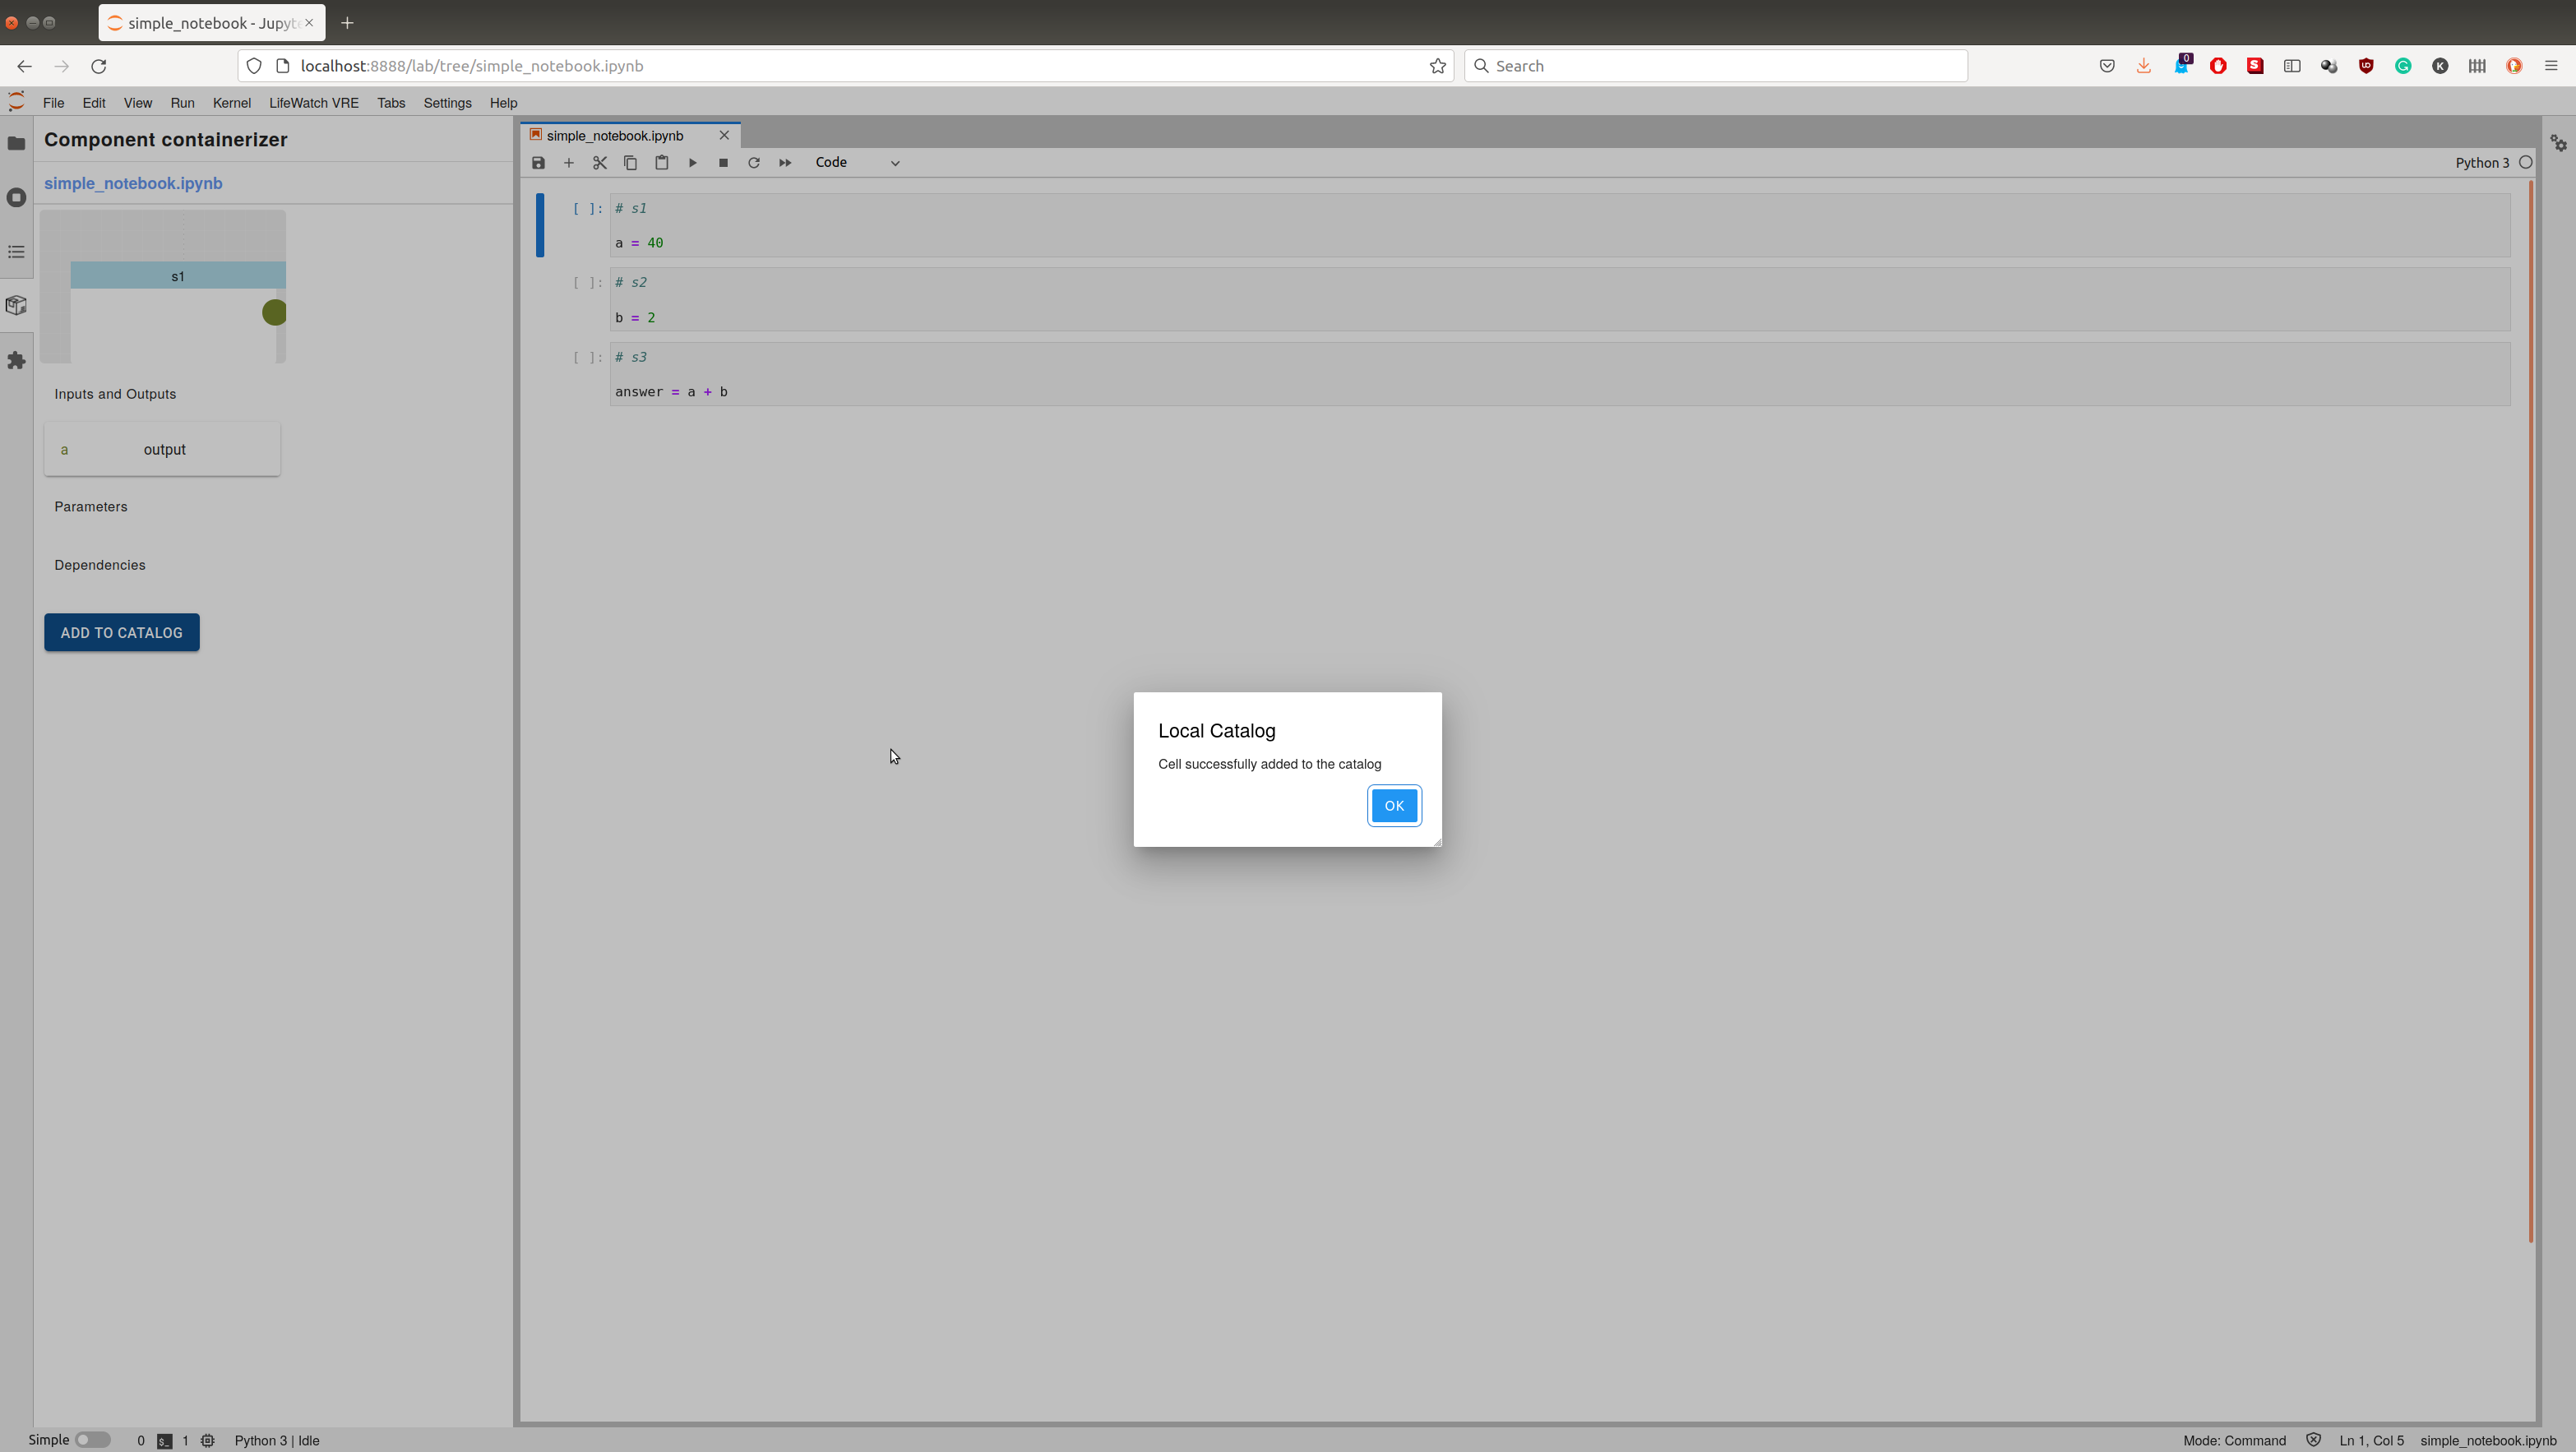 simple_notebook - Jupyt
localhost:8888/lab/tree/simple_notebook.ipynb
Search
0
File Edit View Run Kernel LifeWatch VRE Tabs Settings Help
Component containerizer
simple_notebook.ipynb
s1
Inputs and Outputs
a output
Parameters
Dependencies
ADD TO CATALOG
simple_notebook.ipynb
Code
Python 3
[ ]: # s1
a = 40
[ ]: # s2
b = 2
[ ]: # s3
answer = a + b
Local Catalog
Cell successfully added to the catalog
OK
Simple 0 1 Python 3 | Idle
Mode: Command Ln 1, Col 5 simple_notebook.ipynb